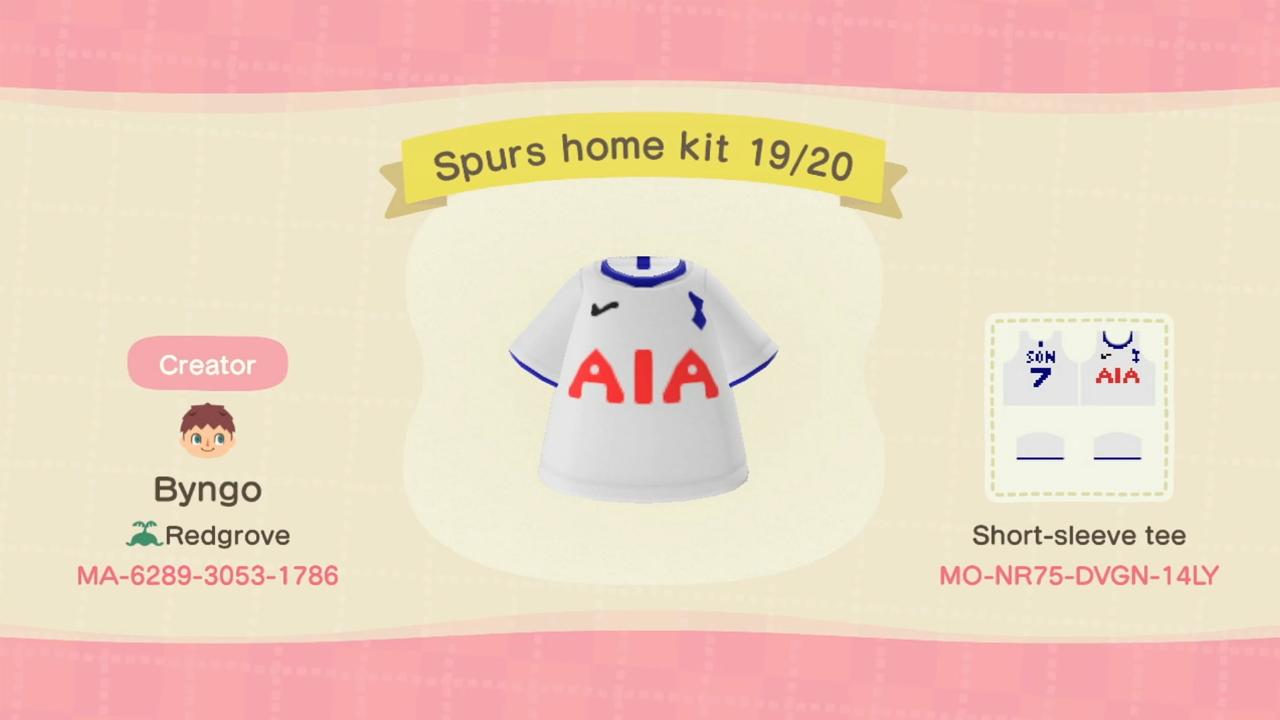 Spurs home kit 19/20
AIA
Creator
Byngo
Redgrove
MA-6289-3053-1786
SON
7
AIA
Short-sleeve tee
MO-NR75-DVGN-14LY